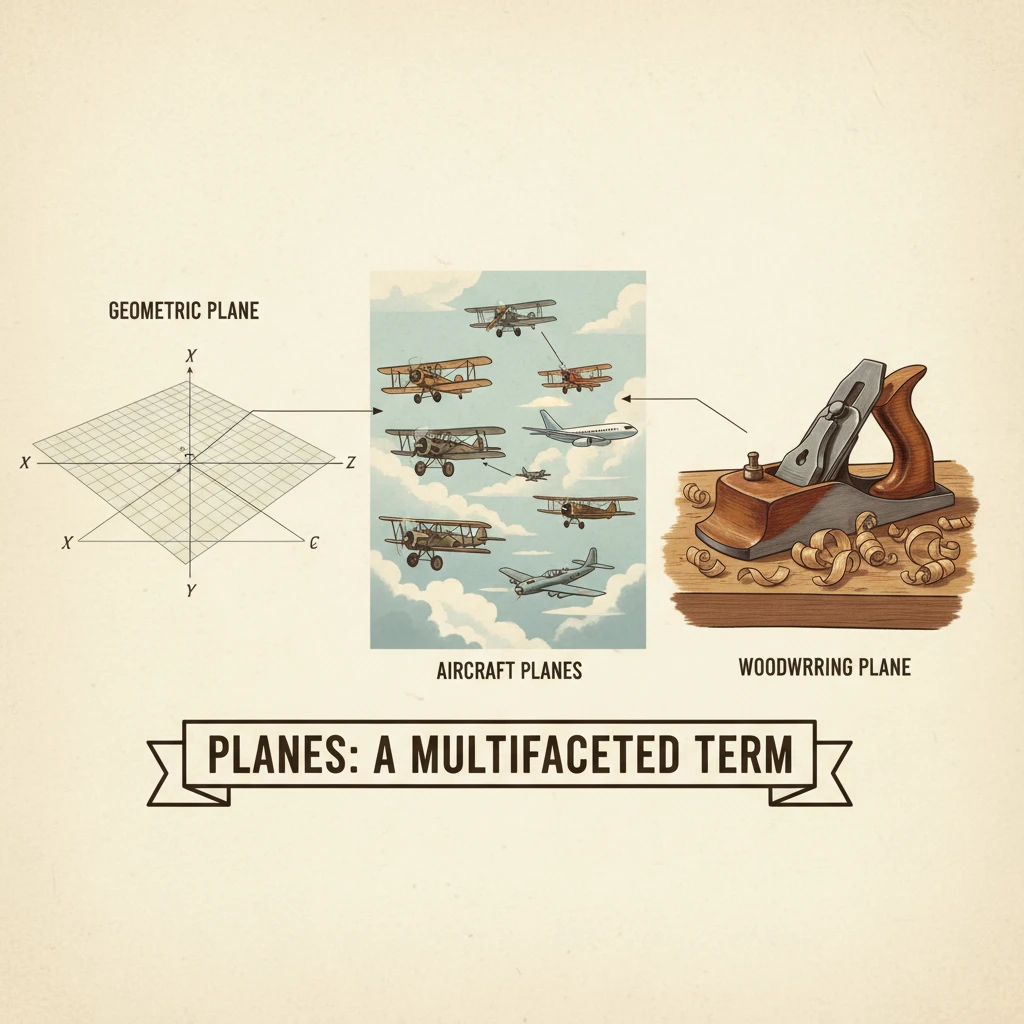 GEOMETRIC PLANE
X
X
Z
X
C
Y
AIRCRAFT PLANES
WOODWRRING PLANE
PLANES: A MULTIFACETED TERM